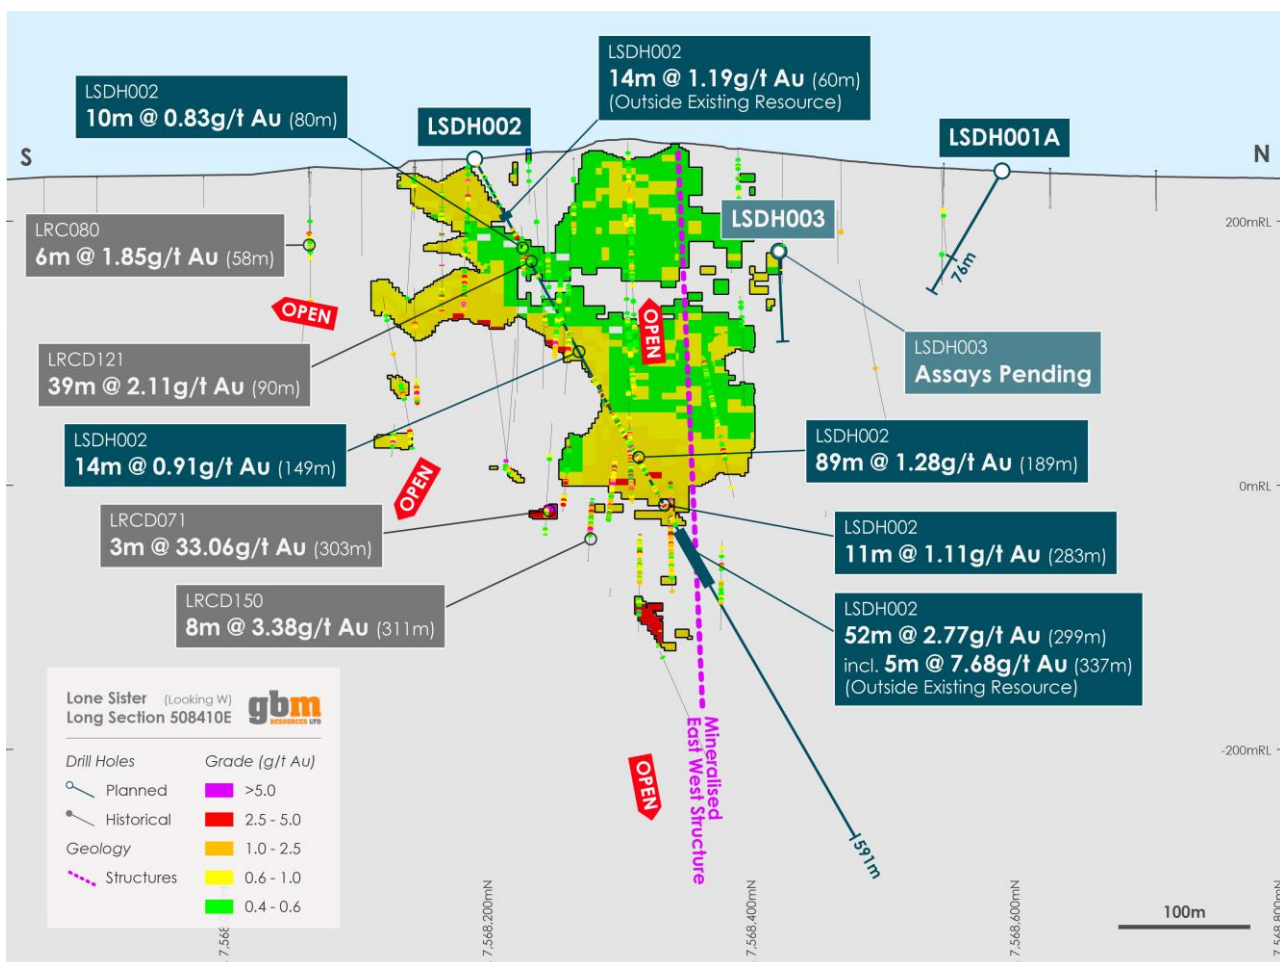 LSDH002
14m @ 1.19g/t Au (60m)
(Outside Existing Resource)
LSDH002
10m @ 0.83g/t Au (80m)
LSDH002
LSDH001A
S
N
LSDH003
LRC080
6m @ 1.85g/t Au (58m)
200mRL
76m
OPEN
OPEN
LRCD121
39m @ 2.11g/t Au (90m)
LSDH003
Assays Pending
LSDH002
14m @ 0.91g/t Au (149m)
LSDH002
89m @ 1.28g/t Au (189m)
OPEN
0mRL
LRCD071
3m @ 33.06g/t Au (303m)
LSDH002
11m @ 1.11g/t Au (283m)
LRCD150
8m @ 3.38g/t Au (311m)
LSDH002
52m @ 2.77g/t Au (299m)
incl. 5m @ 7.68g/t Au (337m)
(Outside Existing Resource)
Lone Sister (Looking W)
Long Section 508410E
gbm
RESOURCES LTD
Mineralised
East West Structure
-200mRL
OPEN
591m
Drill Holes
Planned
Historical
Geology
Structures
Grade (g/t Au)
>5.0
2.5 - 5.0
1.0 - 2.5
0.6 - 1.0
0.4 - 0.6
7,568,200mN
7,568,400mN
7,568,600mN
7,568,800mN
100m